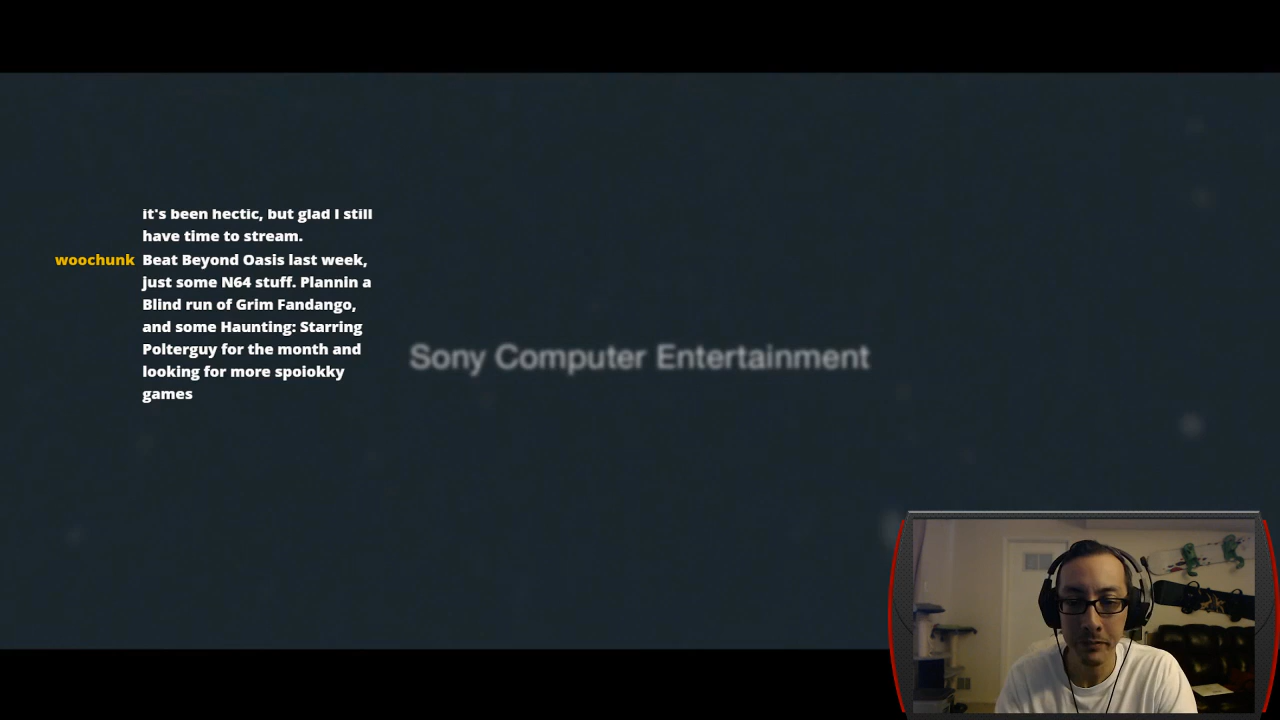 it's been hectic, but glad I still
have time to stream.
woochunk Beat Beyond Oasis last week,
just some N64 stuff. Plannin a
Blind run of Grim Fandango,
and some Haunting: Starring
Polterguy for the month and
looking for more spoiokky
games
Sony Computer Entertainment